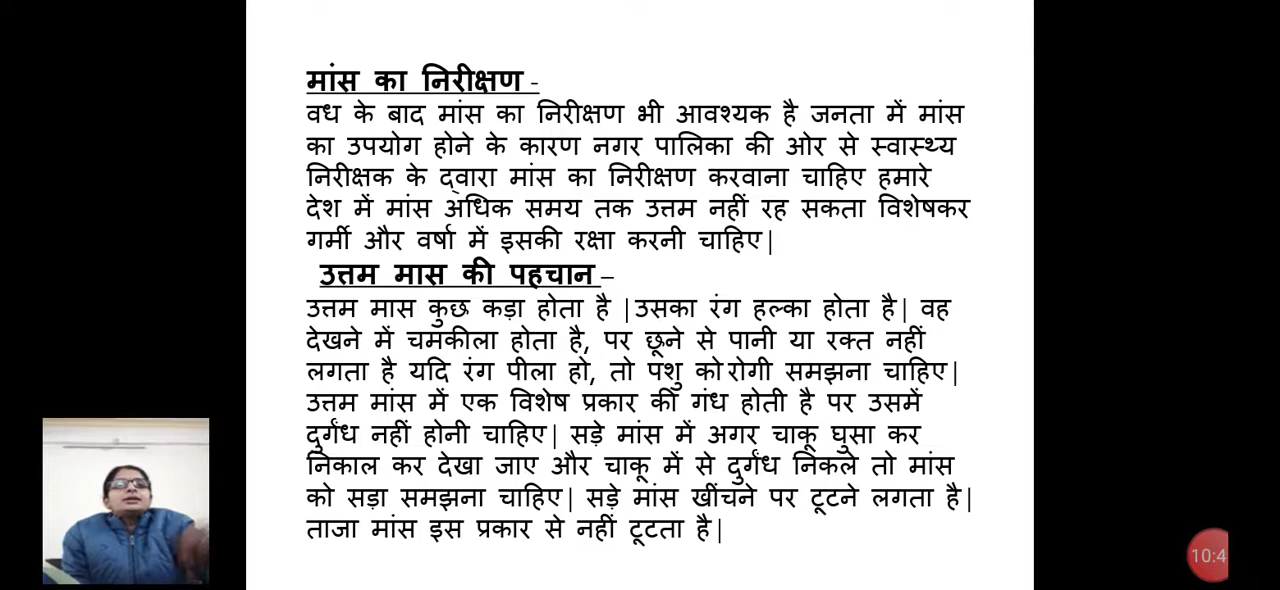 मांस का निरीक्षण -
वध के बाद मांस का निरीक्षण भी आवश्यक है जनता में मांस
का उपयोग होने के कारण नगर पालिका की ओर से स्वास्थ्य
निरीक्षक के द्वारा मांस का निरीक्षण करवाना चाहिए हमारे
देश में मांस अधिक समय तक उत्तम नहीं रह सकता विशेषकर
गर्मी और वर्षा में इसकी रक्षा करनी चाहिए|
उत्तम मास की पहचान –
उत्तम मास कुछ कड़ा होता है |उसका रंग हल्का होता है| वह
देखने में चमकीला होता है, पर छूने से पानी या रक्त नहीं
लगता है यदि रंग पीला हो, तो पशु को रोगी समझना चाहिए|
उत्तम मांस में एक विशेष प्रकार की गंध होती है पर उसमें
दुर्गंध नहीं होनी चाहिए| सड़े मांस में अगर चाकू घुसा कर
निकाल कर देखा जाए और चाकू में से दुर्गंध निकले तो मांस
को सड़ा समझना चाहिए| सड़े मांस खींचने पर टूटने लगता है|
ताजा मांस इस प्रकार से नहीं टूटता है|
10:4